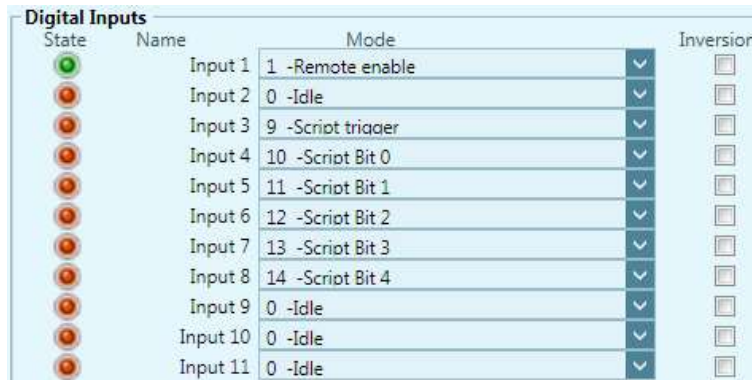 Digital Inputs
State Name Mode Inversion
Input 1 1 -Remote enable
Input 2 0 -Idle
Input 3 9 -Script trigger
Input 4 10 -Script Bit 0
Input 5 11 -Script Bit 1
Input 6 12 -Script Bit 2
Input 7 13 -Script Bit 3
Input 8 14 -Script Bit 4
Input 9 0 -Idle
Input 10 0 -Idle
Input 11 0 -Idle